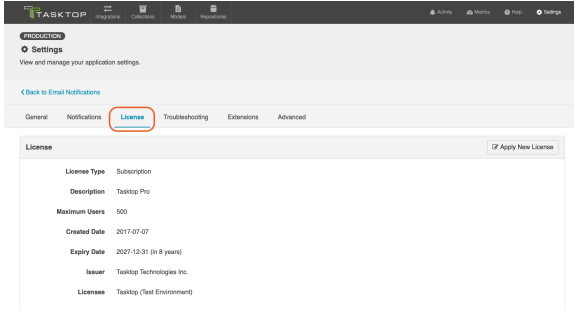 TASKTOP
Integrations Collections Models Repositories Activity Metrics Help Settings
PRODUCTION
Settings
View and manage your application settings.
Back to Email Notifications
General Notifications License Troubleshooting Extensions Advanced
License Apply New License
License Type Subscription
Description Tasktop Pro
Maximum Users 500
Created Date 2017-07-07
Expiry Date 2027-12-31 (in 8 years)
Issuer Tasktop Technologies Inc.
Licensee Tasktop (Test Environment)